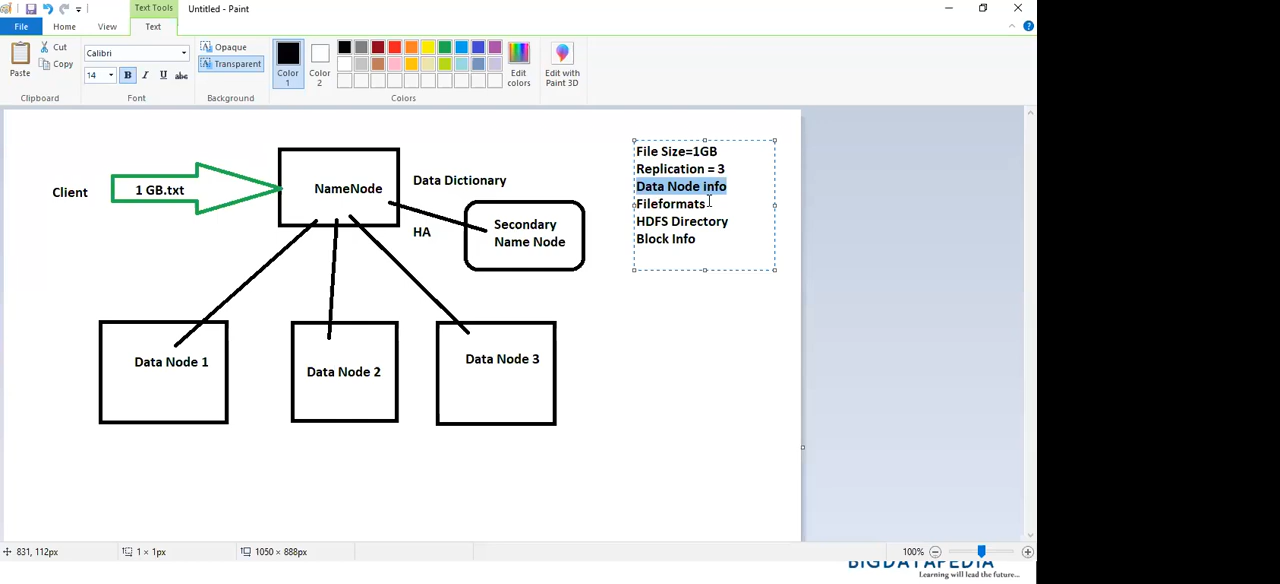 Text Tools
Untitled - Paint
File
Home
View
Text
Paste
Cut
Copy
Clipboard
Calibri
14
B
I
U
abc
Font
A
Opaque
A
Transparent
Background
Color
1
Color
2
Colors
Edit
colors
Edit with
Paint 3D
Client
1 GB.txt
NameNode
Data Dictionary
HA
Secondary
Name Node
File Size=1GB
Replication = 3
Data Node info
Fileformats
HDFS Directory
Block Info
Data Node 1
Data Node 2
Data Node 3
831, 112px
1 × 1px
1050 × 888px
100%
BIGDATAPEDIA
Learning will lead the future...